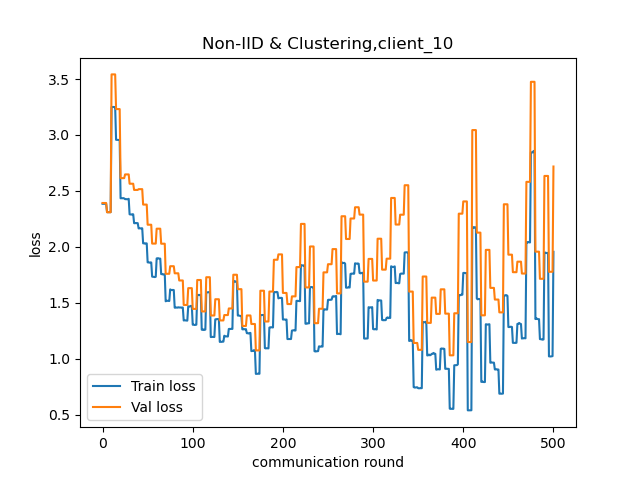 Non-IID & Clustering,client_10
loss
3.5
3.0
2.5
2.0
1.5
1.0
0.5
Train loss
Val loss
0 100 200 300 400 500
communication round